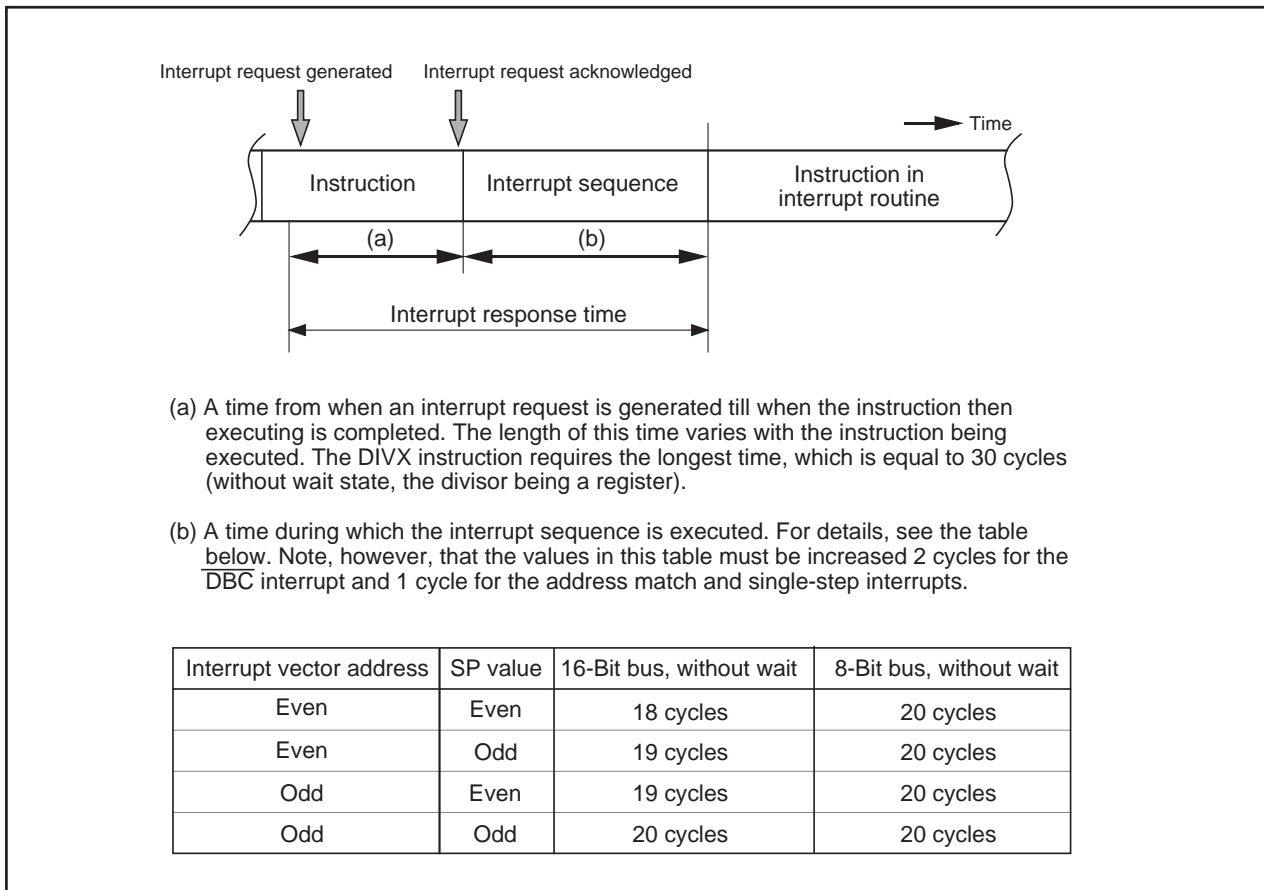 Interrupt request generated
Interrupt request acknowledged
Time
Instruction
Interrupt sequence
Instruction in
interrupt routine
(a)
(b)
Interrupt response time
(a) A time from when an interrupt request is generated till when the instruction then
executing is completed. The length of this time varies with the instruction being
executed. The DIVX instruction requires the longest time, which is equal to 30 cycles
(without wait state, the divisor being a register).
(b) A time during which the interrupt sequence is executed. For details, see the table
below. Note, however, that the values in this table must be increased 2 cycles for the
DBC interrupt and 1 cycle for the address match and single-step interrupts.
Interrupt vector address SP value 16-Bit bus, without wait 8-Bit bus, without wait
Even Even 18 cycles 20 cycles
Even Odd 19 cycles 20 cycles
Odd Even 19 cycles 20 cycles
Odd Odd 20 cycles 20 cycles